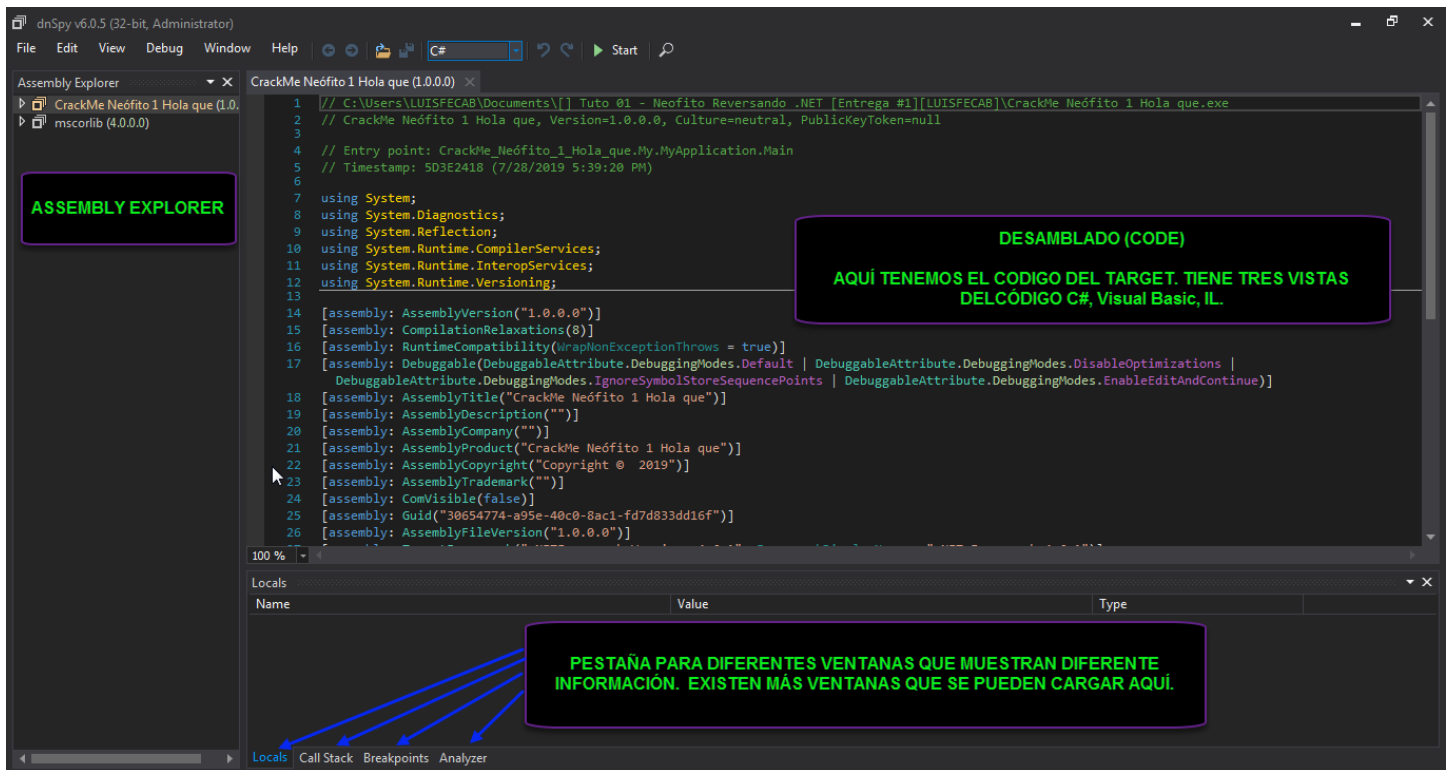 dnSpy v6.0.5 (32-bit, Administrator)
File Edit View Debug Window Help C# Start
Assembly Explorer
CrackMe Neófito 1 Hola que (1.0.
mscorlib (4.0.0.0)
ASSEMBLY EXPLORER
CrackMe Neófito 1 Hola que (1.0.0.0)
1 // C:\Users\LUISFECAB\Documents\[] Tuto 01 - Neofito Reversando .NET [Entrega #1][LUISFECAB]\CrackMe Neófito 1 Hola que.exe
2 // CrackMe Neófito 1 Hola que, Version=1.0.0.0, Culture=neutral, PublicKeyToken=null
3
4 // Entry point: CrackMe_Neófito_1_Hola_que.My.MyApplication.Main
5 // Timestamp: 5D3E2418 (7/28/2019 5:39:20 PM)
6
7 using System;
8 using System.Diagnostics;
9 using System.Reflection;
10 using System.Runtime.CompilerServices;
11 using System.Runtime.InteropServices;
12 using System.Runtime.Versioning;
13
14 [assembly: AssemblyVersion("1.0.0.0")]
15 [assembly: CompilationRelaxations(8)]
16 [assembly: RuntimeCompatibility(WrapNonExceptionThrows = true)]
17 [assembly: Debuggable(DebuggableAttribute.DebuggingModes.Default | DebuggableAttribute.DebuggingModes.DisableOptimizations |
DebuggableAttribute.DebuggingModes.IgnoreSymbolStoreSequencePoints | DebuggableAttribute.DebuggingModes.EnableEditAndContinue)]
18 [assembly: AssemblyTitle("CrackMe Neófito 1 Hola que")]
19 [assembly: AssemblyDescription("")]
20 [assembly: AssemblyCompany("")]
21 [assembly: AssemblyProduct("CrackMe Neófito 1 Hola que")]
22 [assembly: AssemblyCopyright("Copyright © 2019")]
23 [assembly: AssemblyTrademark("")]
24 [assembly: ComVisible(false)]
25 [assembly: Guid("30654774-a95e-40c0-8ac1-fd7d833dd16f")]
26 [assembly: AssemblyFileVersion("1.0.0.0")]
DESAMBLADO (CODE)
AQUÍ TENEMOS EL CODIGO DEL TARGET. TIENE TRES VISTAS
DELCÓDIGO C#, Visual Basic, IL.
100 %
Locals
Name Value Type
PESTAÑA PARA DIFERENTES VENTANAS QUE MUESTRAN DIFERENTE
INFORMACIÓN. EXISTEN MÁS VENTANAS QUE SE PUEDEN CARGAR AQUÍ.
Locals Call Stack Breakpoints Analyzer